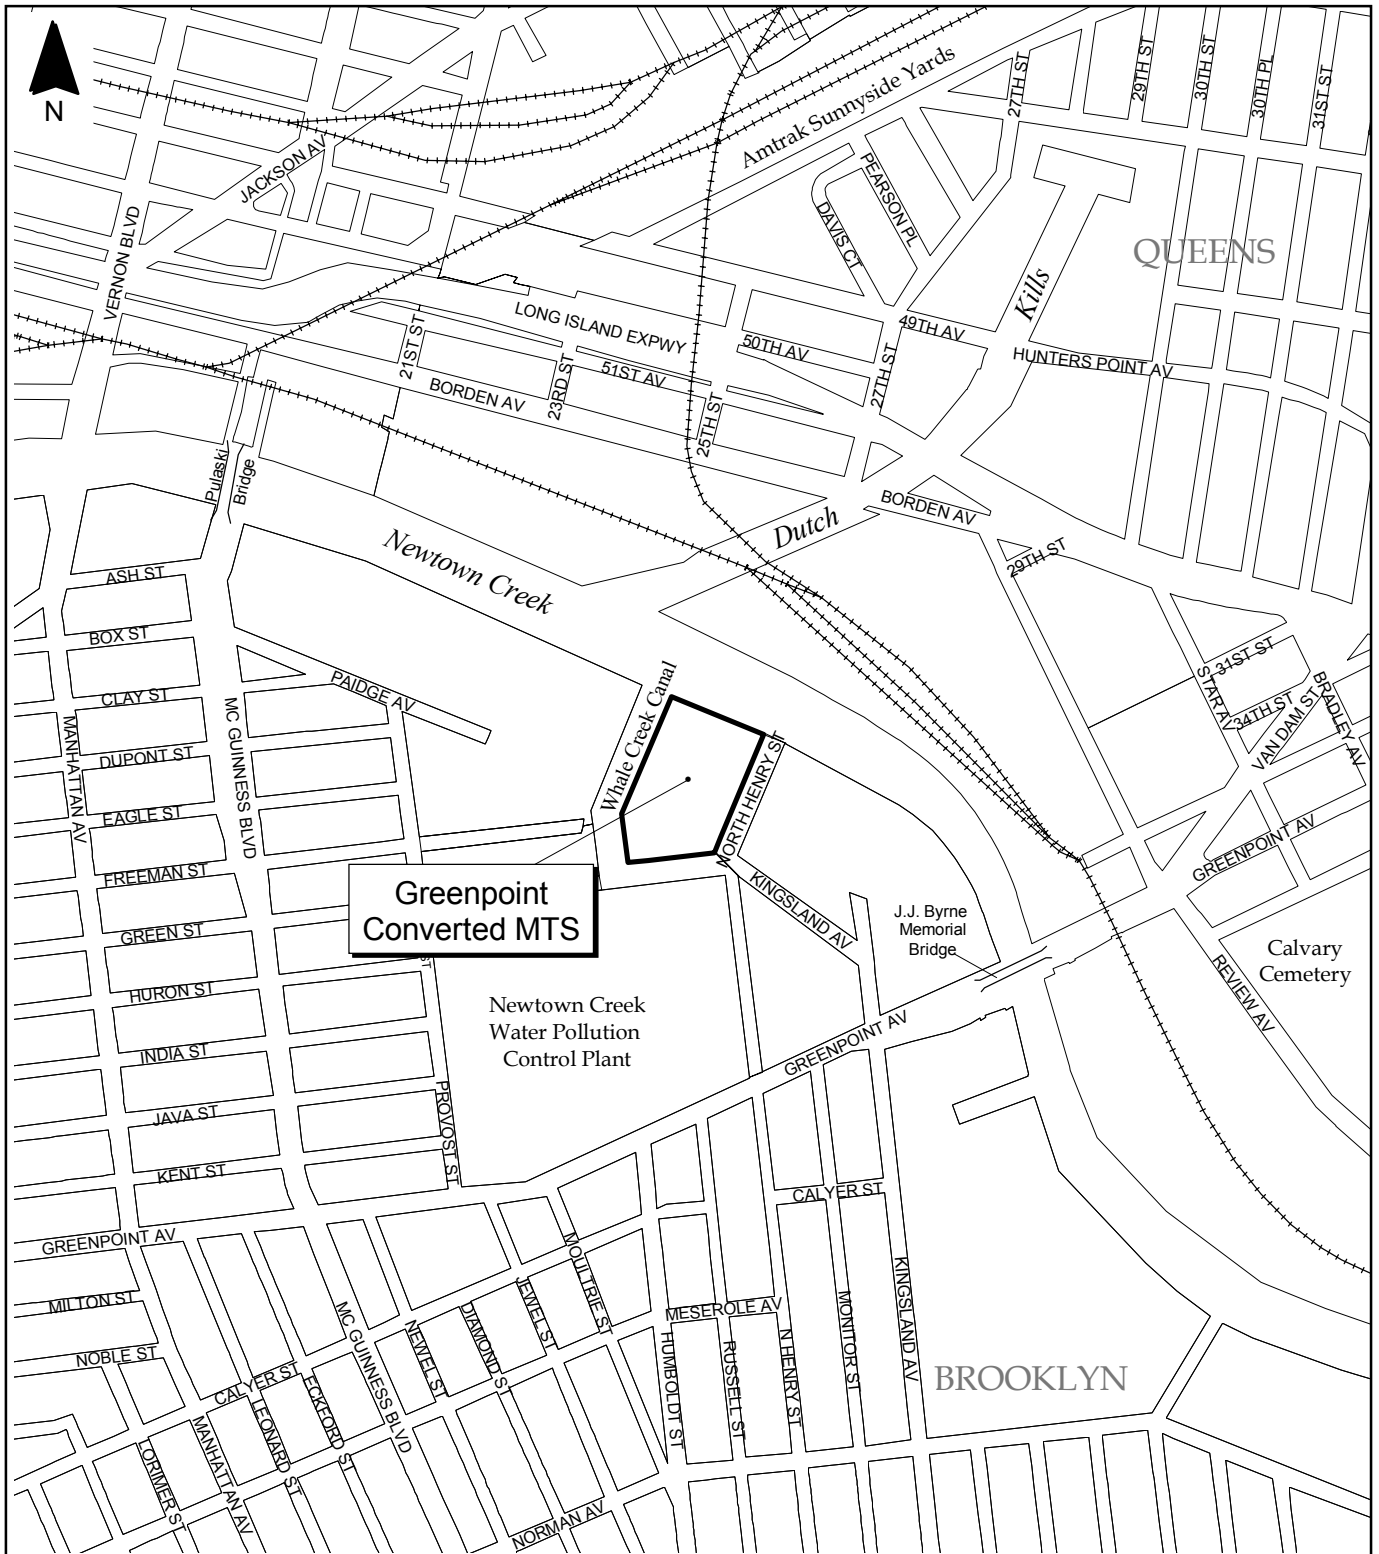 N
JACKSON AV
VERNON BLVD
Amtrak Sunnyside Yards
27TH ST
29TH ST
30TH ST
30TH PL
31ST ST
PEARSON PL
DAVIS CT
QUEENS
Kills
LONG ISLAND EXPWY
49TH AV
50TH AV
HUNTERS POINT AV
21ST ST
23RD ST
51ST AV
27TH ST
BORDEN AV
25TH ST
Pulaski
Bridge
BORDEN AV
Dutch
29TH ST
Newtown Creek
ASH ST
BOX ST
CLAY ST
PAIDGE AV
MC GUINNESS BLVD
MANHATTAN AV
DUPONT ST
EAGLE ST
FREEMAN ST
GREEN ST
HURON ST
INDIA ST
JAVA ST
KENT ST
Whale Creek Canal
NORTH HENRY ST
KINGSLAND AV
31ST ST
STAR AV
34TH ST
VAN DAM ST
BRADLEY AV
GREENPOINT AV
Greenpoint
Converted MTS
ST
J.J. Byrne
Memorial
Bridge
Calvary
Cemetery
REVIEW AV
Newtown Creek
Water Pollution
Control Plant
GREENPOINT AV
PROVOST ST
CALYER ST
GREENPOINT AV
MILTON ST
NOBLE ST
MOULTRIE ST
JEWEL ST
DIAMOND ST
NEWEL ST
MC GUINNESS BLVD
MESEROLE AV
HUMBOLDT ST
RUSSELL ST
N HENRY ST
MONITOR ST
KINGSLAND AV
BROOKLYN
CALYER ST
ECKFORD ST
LEONARD ST
MANHATTAN AV
LORIMER S
NORMAN AV